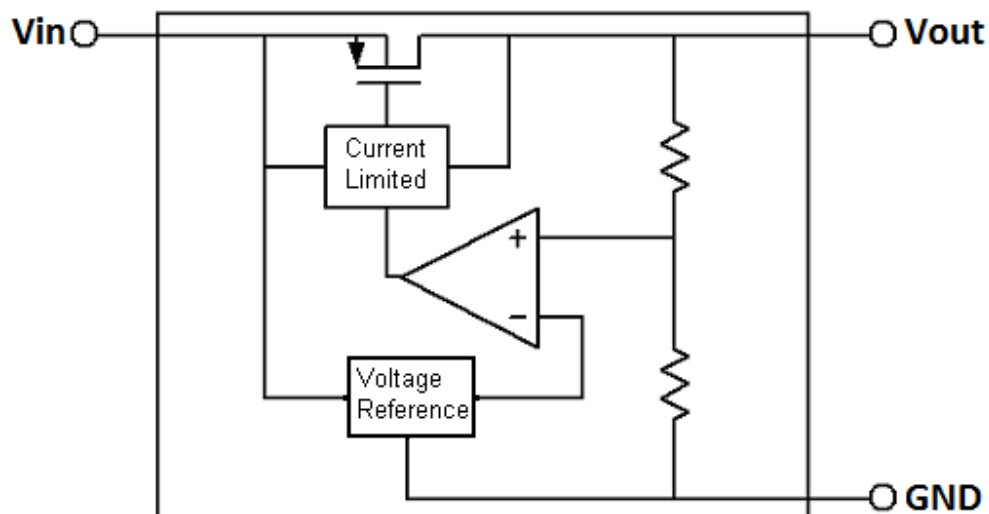 Vin
Vout
Current
Limited
+
−
Voltage
Reference
GND